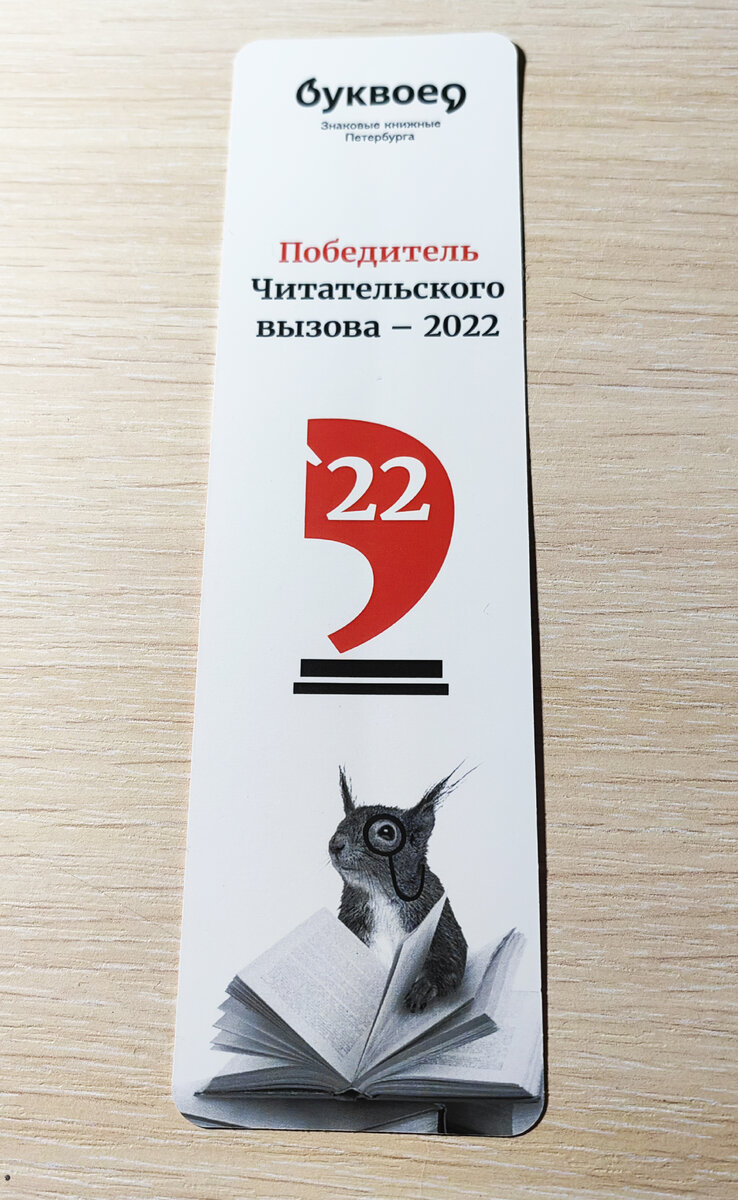 буквоед
Знаковые книжные
Петербурга
Победитель
Читательского
вызова – 2022
'22